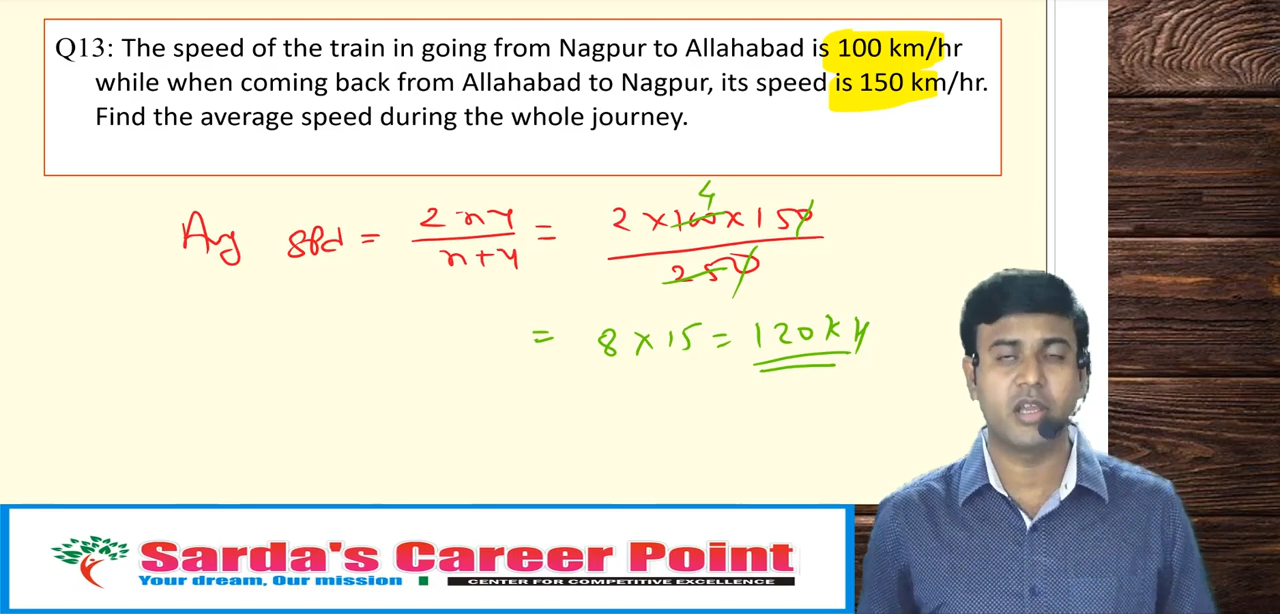 Q13: The speed of the train in going from Nagpur to Allahabad is 100 km/hr
while when coming back from Allahabad to Nagpur, its speed is 150 km/hr.
Find the average speed during the whole journey.
4
Avg spd = 2xy / x+y = 2 × 100 × 150 / 250
= 8 × 15 = 120 k
Sarda's Career Point
Your dream, Our mission
CENTER FOR COMPETITIVE EXCELLENCE